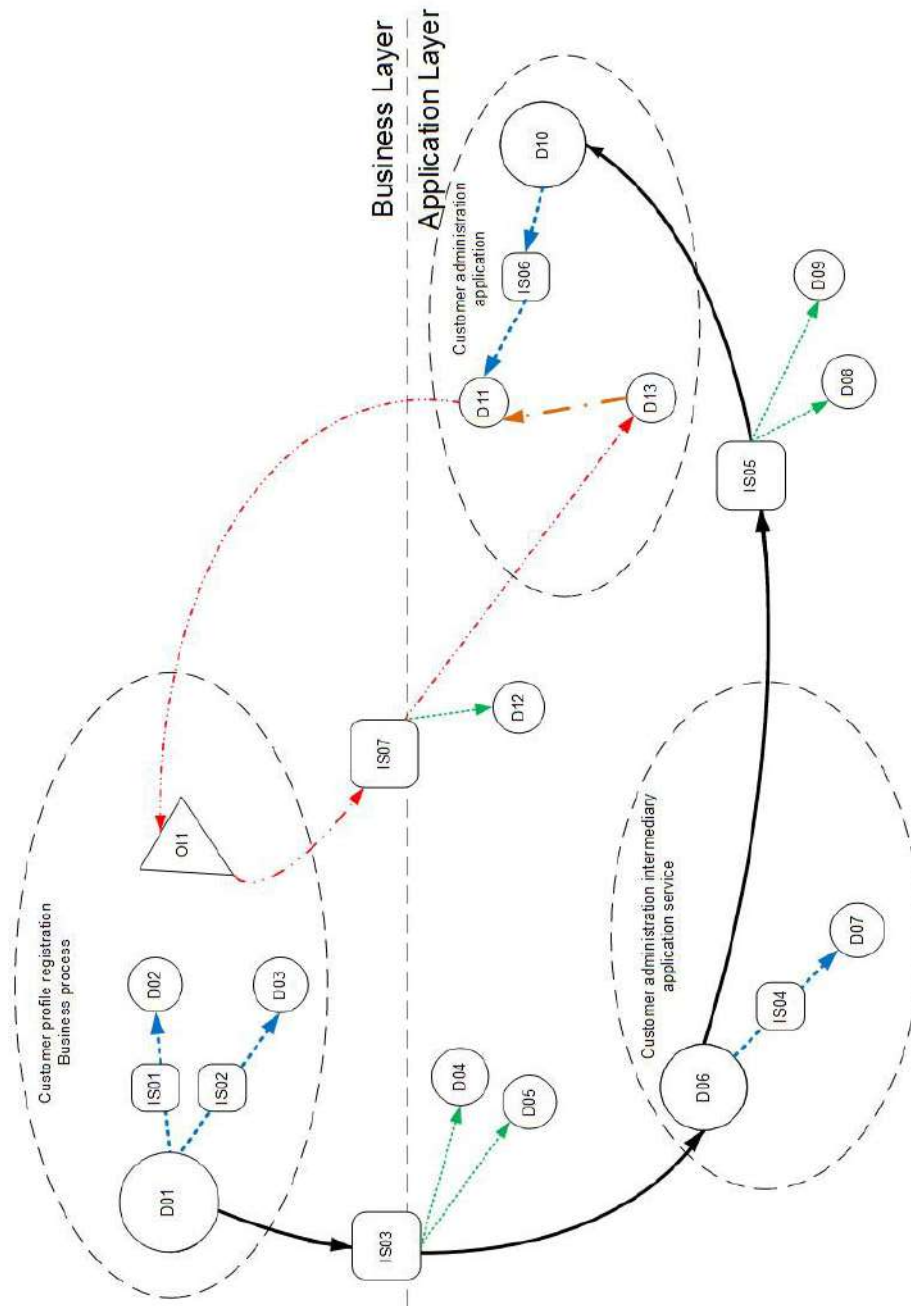 Customer profile registration
Business process
D01
IS01
IS02
D02
D03
OI1
Business Layer
Application Layer
IS03
D04
D05
IS07
D12
Customer administration
application
D11
IS06
D10
D13
Customer administration intermediary
application service
D06
IS04
D07
IS05
D08
D09